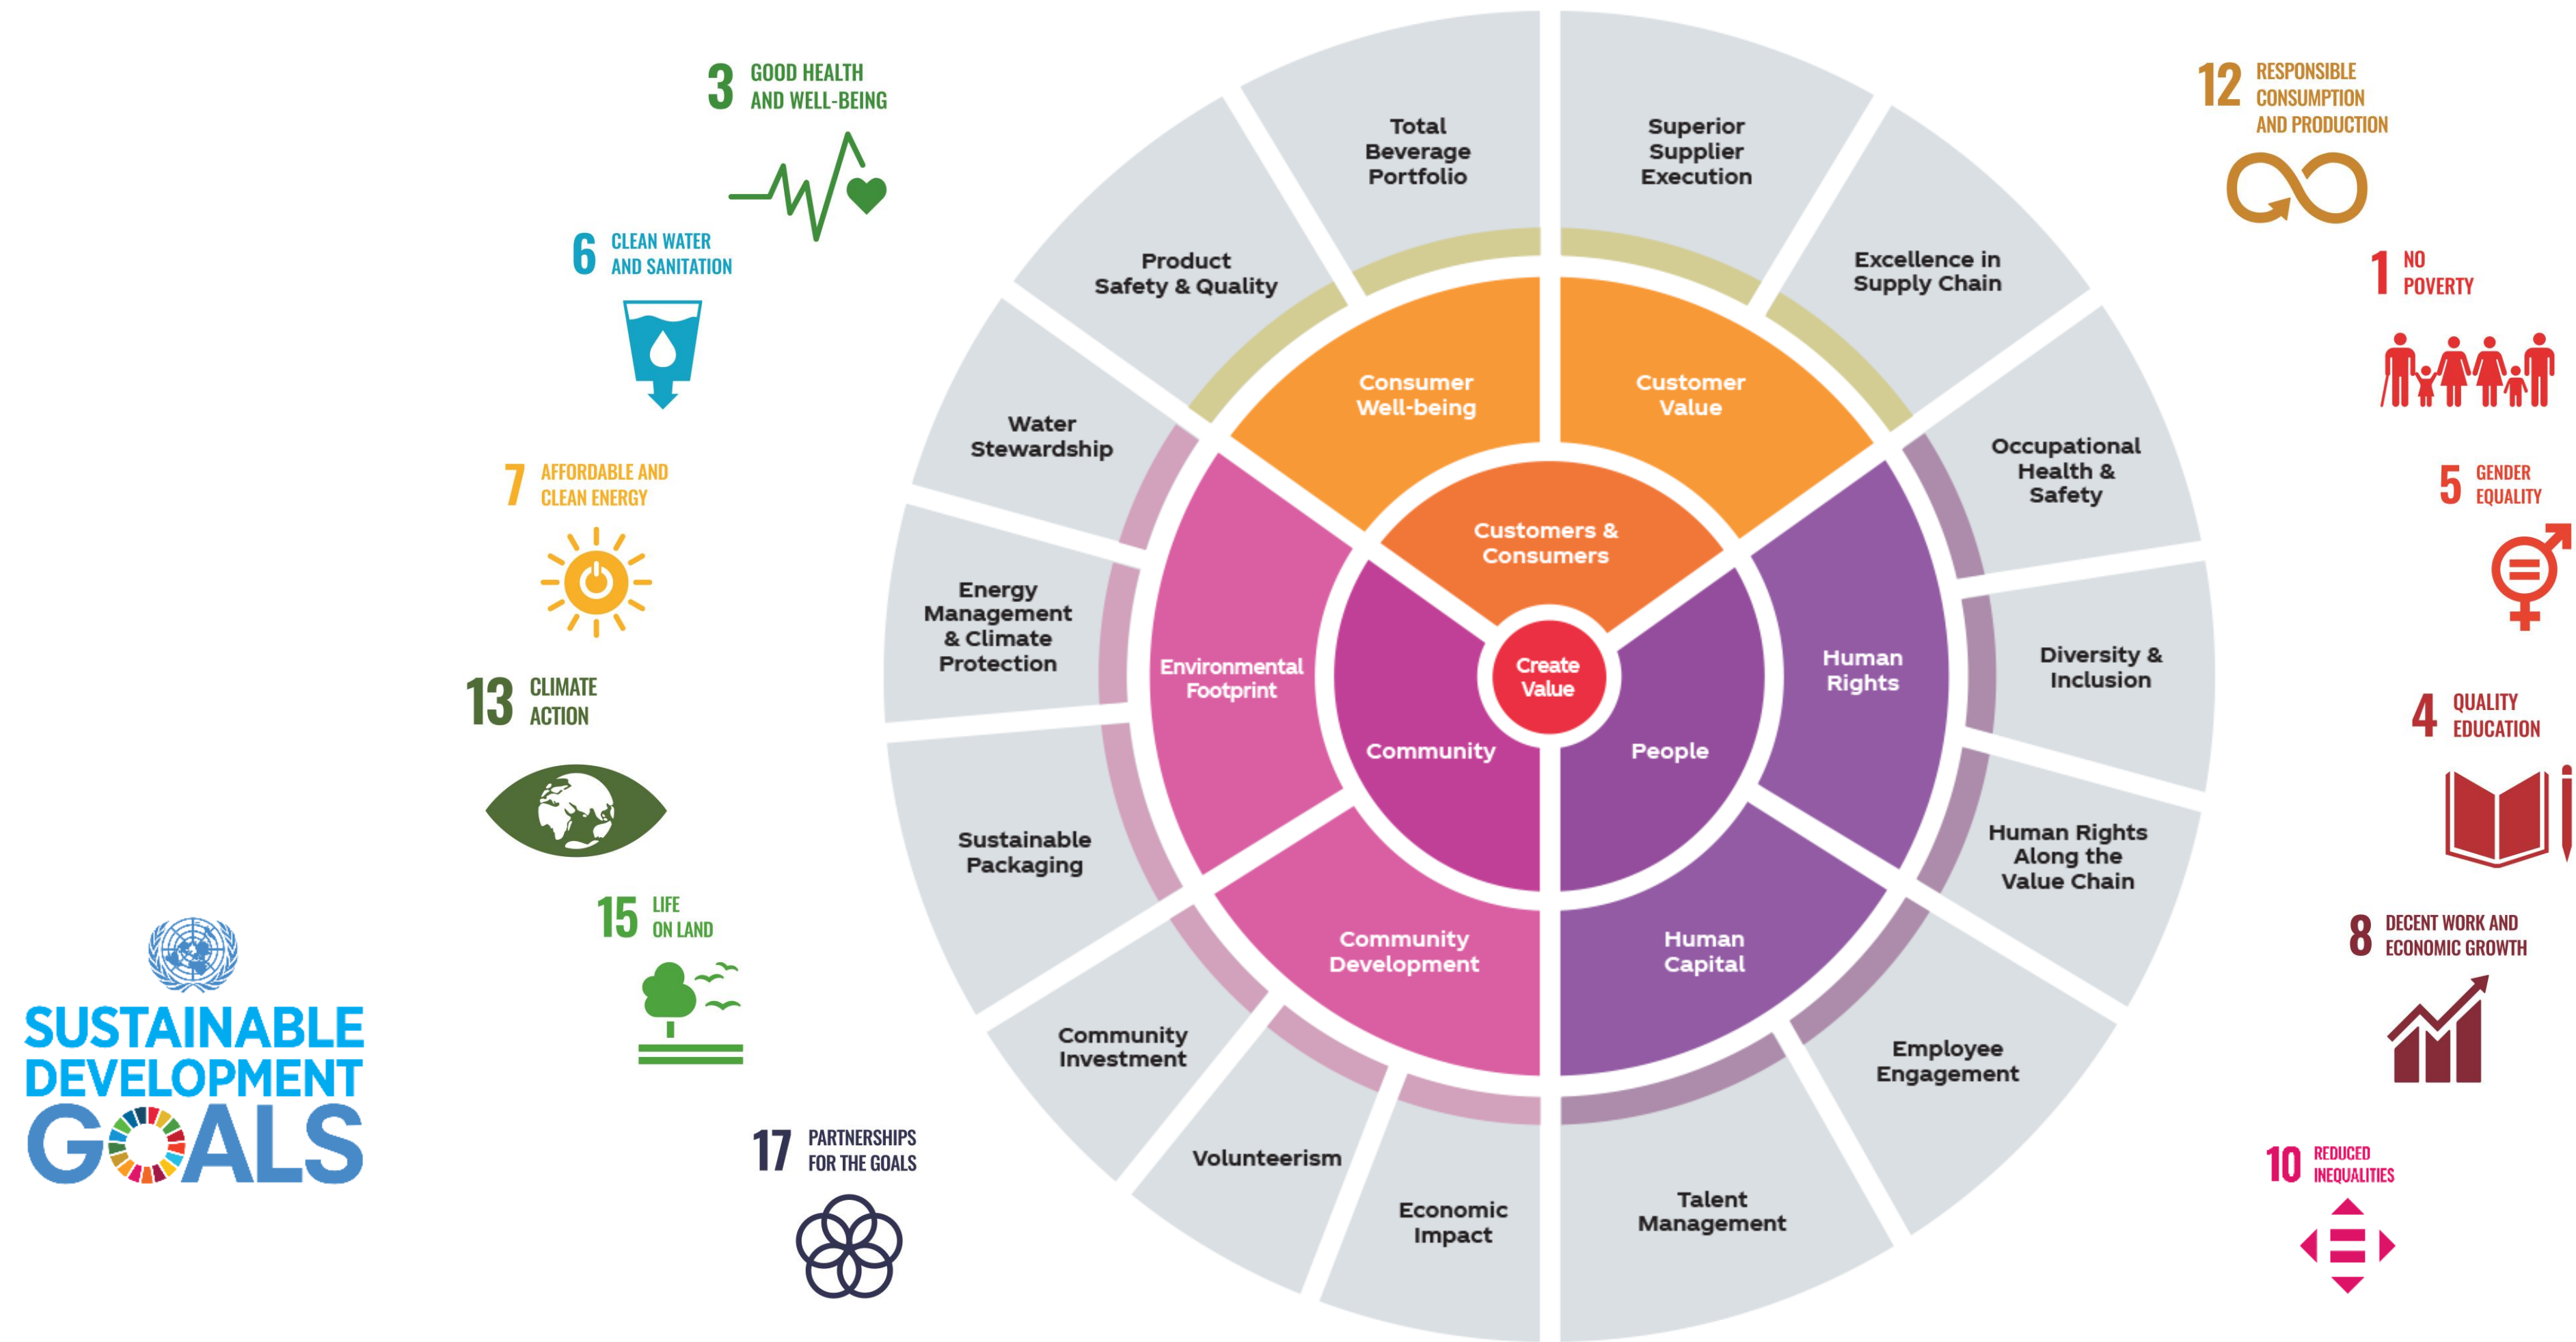 3
GOOD HEALTH
AND WELL-BEING
6
CLEAN WATER
AND SANITATION
7
AFFORDABLE AND
CLEAN ENERGY
13
CLIMATE
ACTION
15
LIFE
ON LAND
17
PARTNERSHIPS
FOR THE GOALS
SUSTAINABLE
DEVELOPMENT
GOALS
Total
Beverage
Portfolio
Superior
Supplier
Execution
Product
Safety & Quality
Excellence in
Supply Chain
Water
Stewardship
Occupational
Health &
Safety
Energy
Management
& Climate
Protection
Diversity &
Inclusion
Sustainable
Packaging
Human Rights
Along the
Value Chain
Community
Investment
Employee
Engagement
Volunteerism
Economic
Impact
Talent
Management
Consumer
Well-being
Customer
Value
Environmental
Footprint
Human
Rights
Community
Development
Human
Capital
Customers &
Consumers
Community
People
Create
Value
12
RESPONSIBLE
CONSUMPTION
AND PRODUCTION
1
NO
POVERTY
5
GENDER
EQUALITY
4
QUALITY
EDUCATION
8
DECENT WORK AND
ECONOMIC GROWTH
10
REDUCED
INEQUALITIES